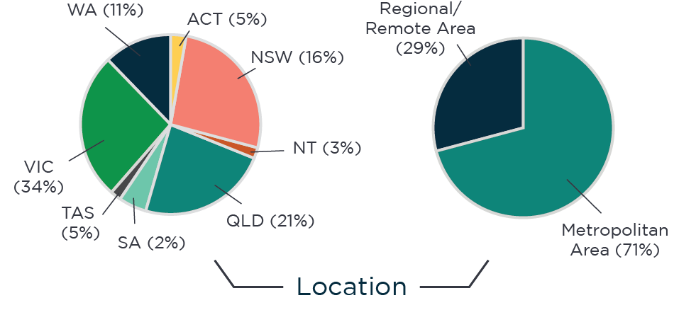 WA (11%)
ACT (5%)
NSW (16%)
NT (3%)
QLD (21%)
SA (2%)
TAS
(5%)
VIC
(34%)
Regional/
Remote Area
(29%)
Metropolitan
Area (71%)
Location